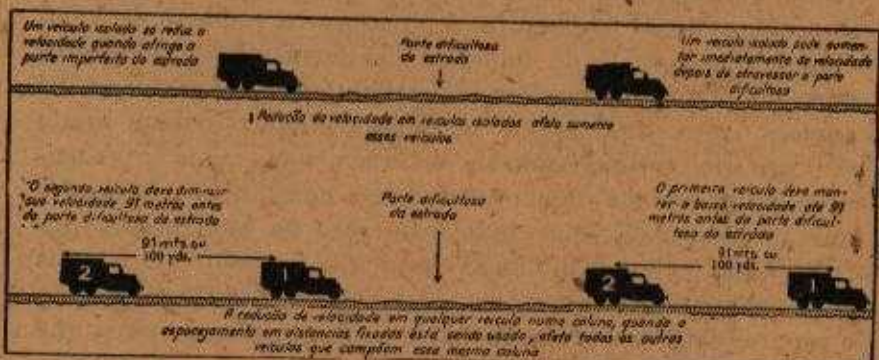 Um veículo isolado só reduz a
velocidade quando atinge a
parte imperfeita da estrada
Parte dificultosa
da estrada
Um veículo isolado pode aumen-
tar imediatamente de velocidade
depois de atravessar a parte
dificultosa
Redução da velocidade em veículos isolados afeta somente
esses veículos
O segundo veículo deve diminuir
sua velocidade 91 metros antes
da parte dificultosa da estrada
Parte dificultosa
da estrada
O primeiro veículo deve man-
ter a baixa velocidade até 91
metros antes da parte dificul-
tosa da estrada
91 mts. ou
100 yds.
91 mts. ou
100 yds.
2
1
2
1
A redução de velocidade em qualquer veículo numa coluna, quando o
espacejamento em distancias fixadas está sendo usado, afeta todos os outros
veículos que compõem essa mesma coluna